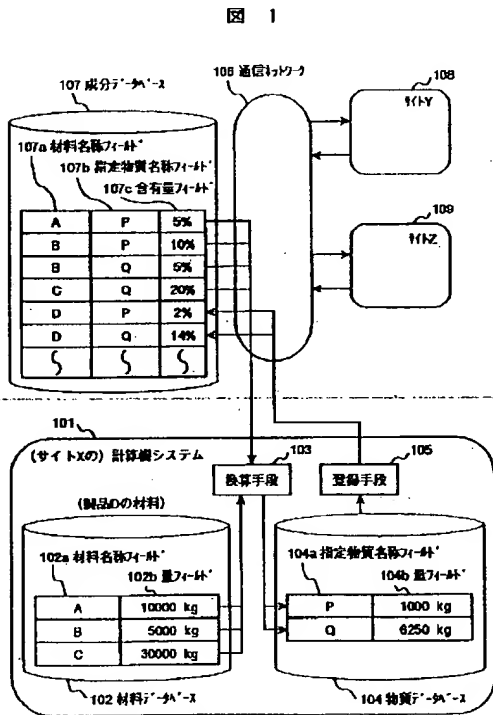 図 1
106 通信ネットワーク
107 成分データベース
108
サイトY
107a 材料名称フィールド
107b 指定物質名称フィールド
107c 含有量フィールド
A P 5%
B P 10%
B Q 5%
C Q 20%
D P 2%
D Q 14%
109
サイトZ
101
(サイトXの) 計算機システム
103
換算手段
105
登録手段
(製品Dの材料)
102a 材料名称フィールド
102b 量フィールド
A 10000 kg
B 5000 kg
C 30000 kg
102 材料データベース
104a 指定物質名称フィールド
104b 量フィールド
P 1000 kg
Q 6250 kg
104 物質データベース